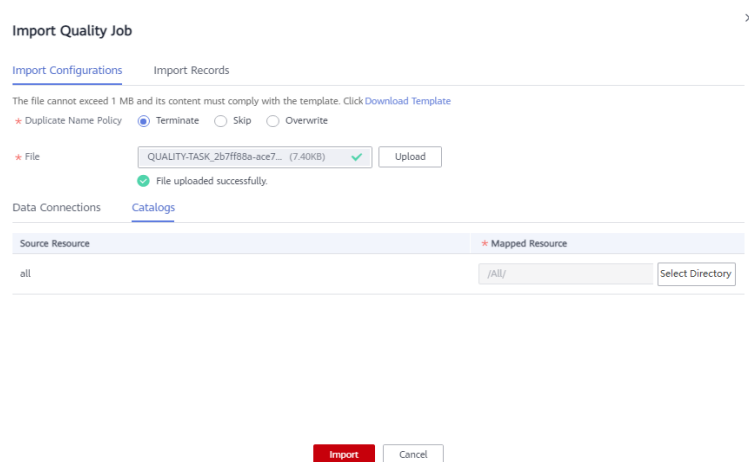 Import Quality Job
Import Configurations Import Records
The file cannot exceed 1 MB and its content must comply with the template. Click Download Template
* Duplicate Name Policy Terminate Skip Overwrite
* File QUALITY-TASK_2b7ff88a-ace7... (7.40KB) Upload
File uploaded successfully.
Data Connections Catalogs
Source Resource * Mapped Resource
all /All/ Select Directory
Import Cancel